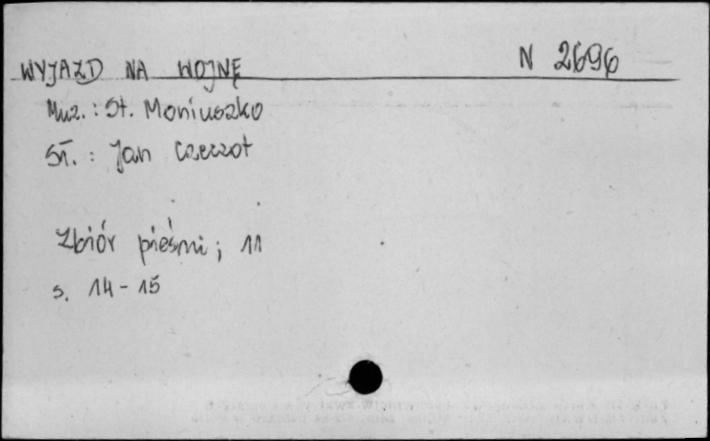 WYJAZD NA WOJNĘ N 2696
Muz. : St. Moniuszko
Sł. : Jan Czeczot
Zbiór pieśni ; 11
s. 14-15